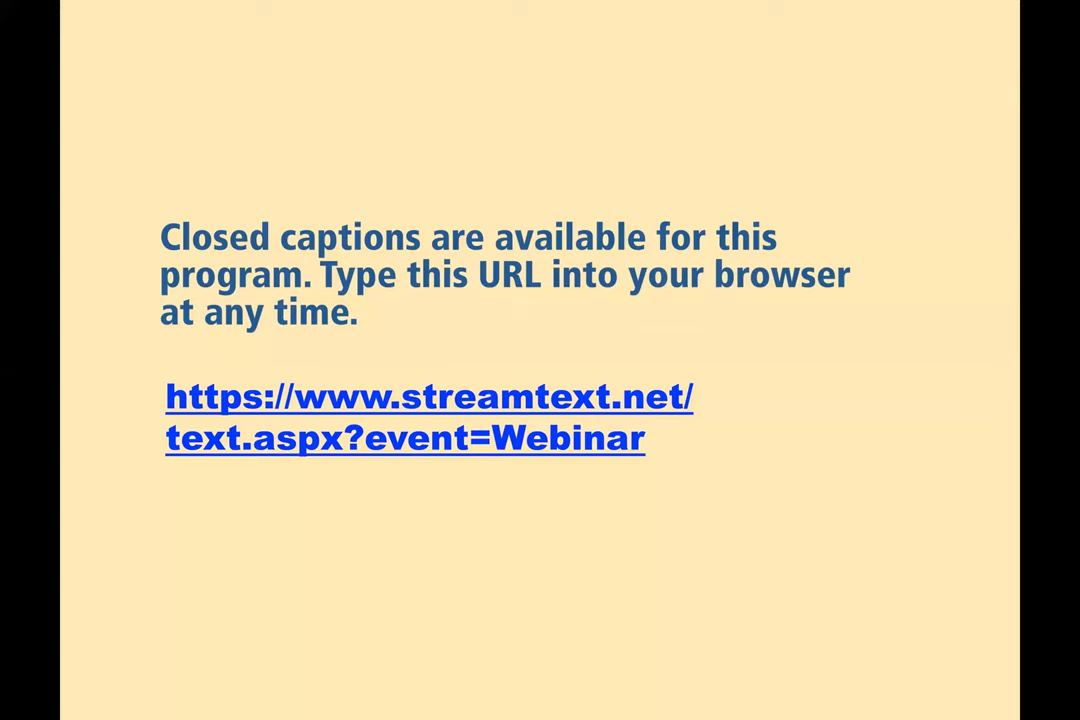 Closed captions are available for this
program. Type this URL into your browser
at any time.
https://www.streamtext.net/
text.aspx?event=Webinar